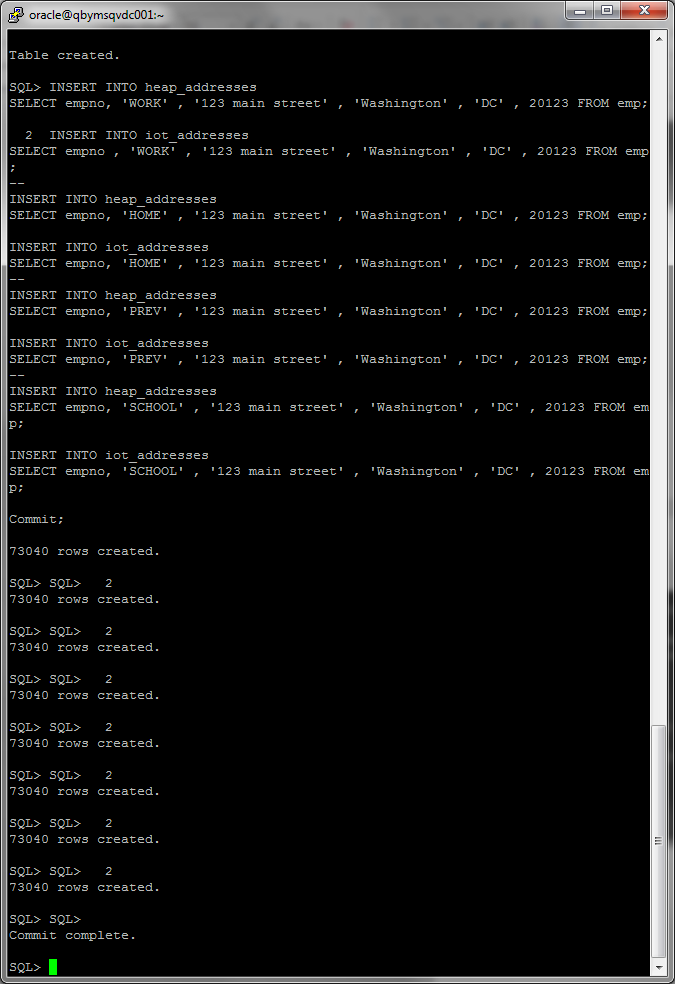 oracle@qbymsqvdc001:~
Table created.
SQL> INSERT INTO heap_addresses
SELECT empno, 'WORK' , '123 main street' , 'Washington' , 'DC' , 20123 FROM emp;
  2  INSERT INTO iot_addresses
SELECT empno , 'WORK' , '123 main street' , 'Washington' , 'DC' , 20123 FROM emp
;
--
INSERT INTO heap_addresses
SELECT empno, 'HOME' , '123 main street' , 'Washington' , 'DC' , 20123 FROM emp;
INSERT INTO iot_addresses
SELECT empno, 'HOME' , '123 main street' , 'Washington' , 'DC' , 20123 FROM emp;
--
INSERT INTO heap_addresses
SELECT empno, 'PREV' , '123 main street' , 'Washington' , 'DC' , 20123 FROM emp;
INSERT INTO iot_addresses
SELECT empno, 'PREV' , '123 main street' , 'Washington' , 'DC' , 20123 FROM emp;
--
INSERT INTO heap_addresses
SELECT empno, 'SCHOOL' , '123 main street' , 'Washington' , 'DC' , 20123 FROM em
p;
INSERT INTO iot_addresses
SELECT empno, 'SCHOOL' , '123 main street' , 'Washington' , 'DC' , 20123 FROM em
p;
Commit;
73040 rows created.
SQL> SQL>   2
73040 rows created.
SQL> SQL>   2
73040 rows created.
SQL> SQL>   2
73040 rows created.
SQL> SQL>   2
73040 rows created.
SQL> SQL>   2
73040 rows created.
SQL> SQL>   2
73040 rows created.
SQL> SQL>   2
73040 rows created.
SQL> SQL>
Commit complete.
SQL>